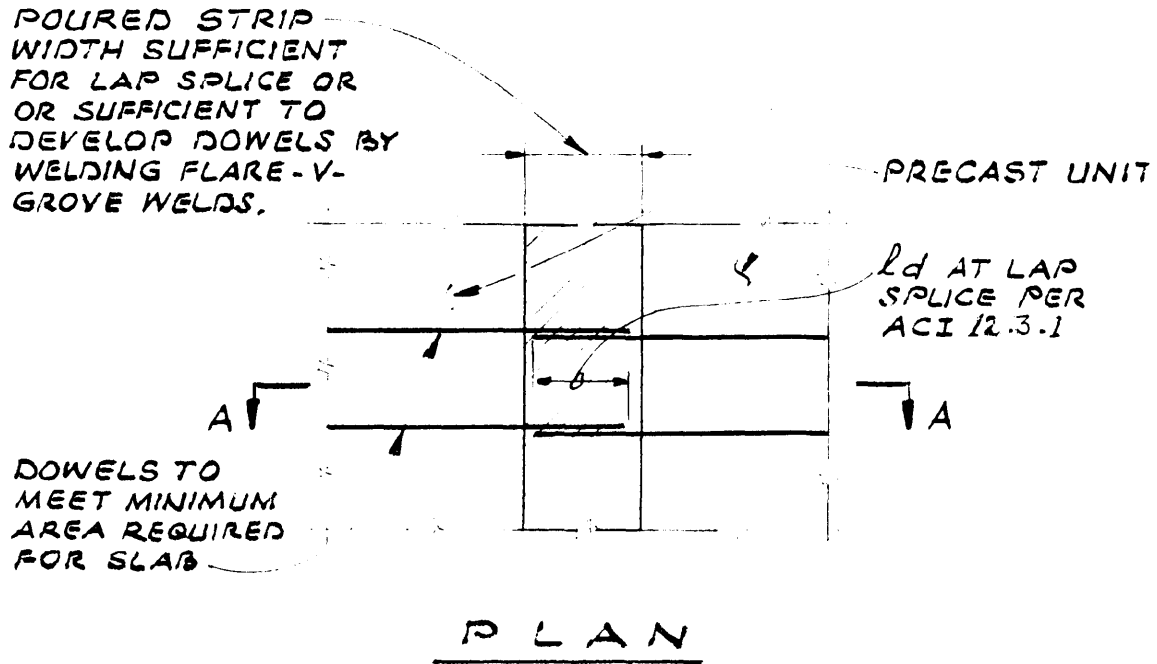 POURED STRIP
WIDTH SUFFICIENT
FOR LAP SPLICE OR
OR SUFFICIENT TO
DEVELOP DOWELS BY
WELDING FLARE-V-
GROVE WELDS.
PRECAST UNIT
ld AT LAP
SPLICE PER
ACI 12.3.1
A
A
DOWELS TO
MEET MINIMUM
AREA REQUIRED
FOR SLAB
PLAN